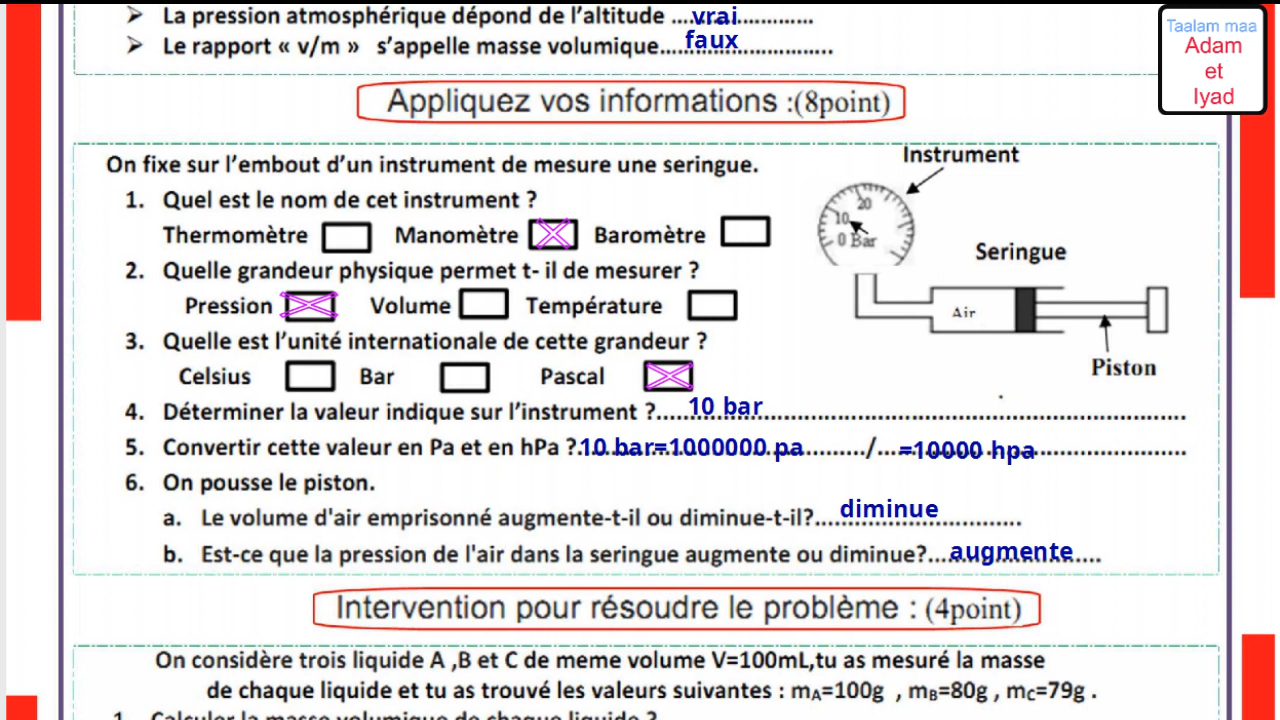 ➢ La pression atmosphérique dépond de l'altitude ...vrai...............
➢ Le rapport « v/m » s'appelle masse volumique...faux...............
Taalam maa
Adam
et
Iyad
Appliquez vos informations :(8point)
On fixe sur l'embout d'un instrument de mesure une seringue.
1. Quel est le nom de cet instrument ?
Thermomètre Manomètre Baromètre
2. Quelle grandeur physique permet t- il de mesurer ?
Pression Volume Température
3. Quelle est l'unité internationale de cette grandeur ?
Celsius Bar Pascal
Instrument
20
10
0 Bar
Seringue
Air
Piston
4. Déterminer la valeur indique sur l'instrument ?....10 bar....................
5. Convertir cette valeur en Pa et en hPa ?.10 bar=1000000 pa........./...=10000 hpa....................
6. On pousse le piston.
a. Le volume d'air emprisonné augmente-t-il ou diminue-t-il?....diminue...............
b. Est-ce que la pression de l'air dans la seringue augmente ou diminue?...augmente....
Intervention pour résoudre le problème : (4point)
On considère trois liquide A ,B et C de meme volume V=100mL,tu as mesuré la masse
de chaque liquide et tu as trouvé les valeurs suivantes : mA=100g , mB=80g , mC=79g .
1. Calculer la masse volumique de chaque liquide ?